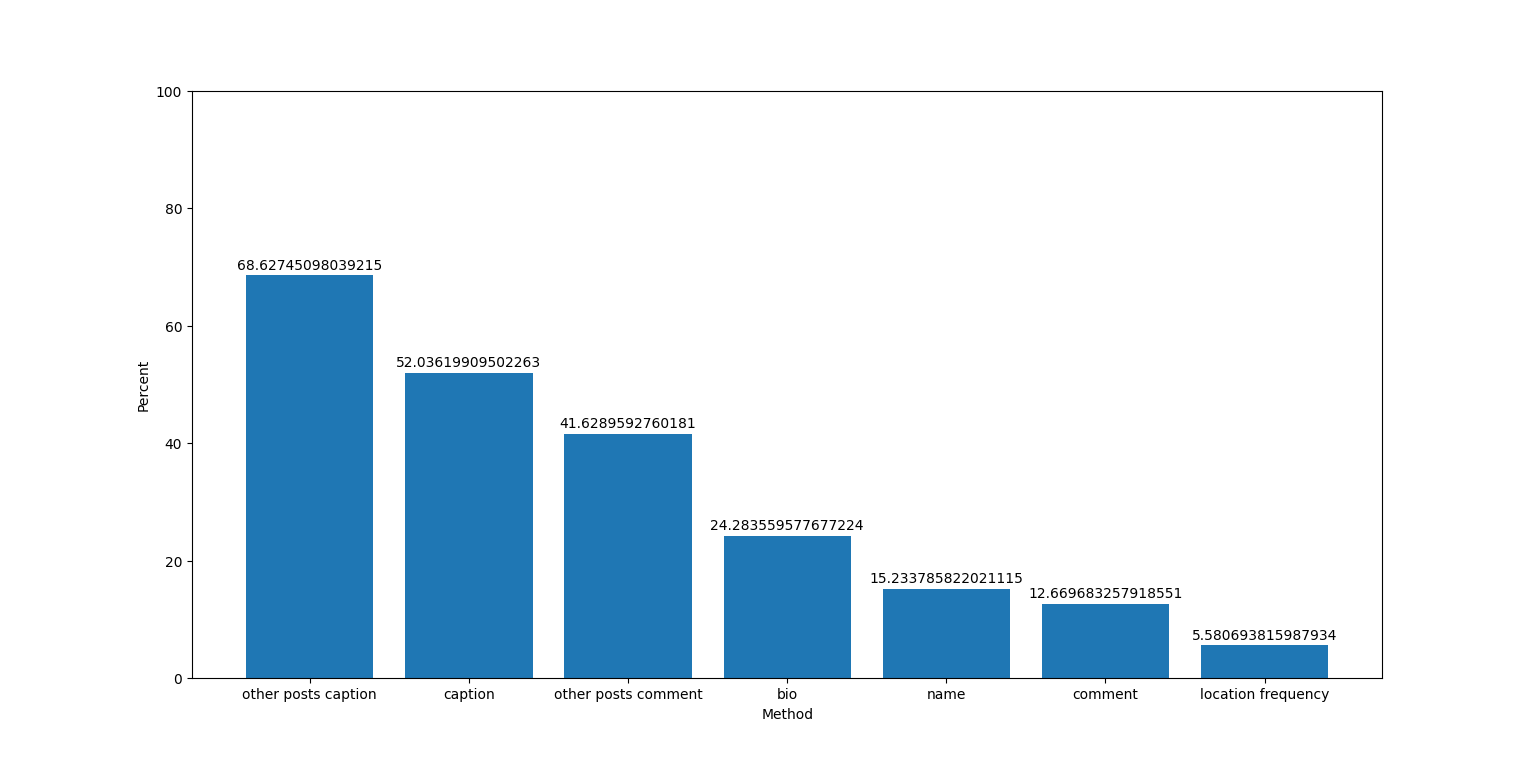 100
80
60
40
20
0
Percent
68.62745098039215
52.03619909502263
41.6289592760181
24.283559577677224
15.233785822021115
12.669683257918551
5.580693815987934
other posts caption
caption
other posts comment
bio
name
comment
location frequency
Method